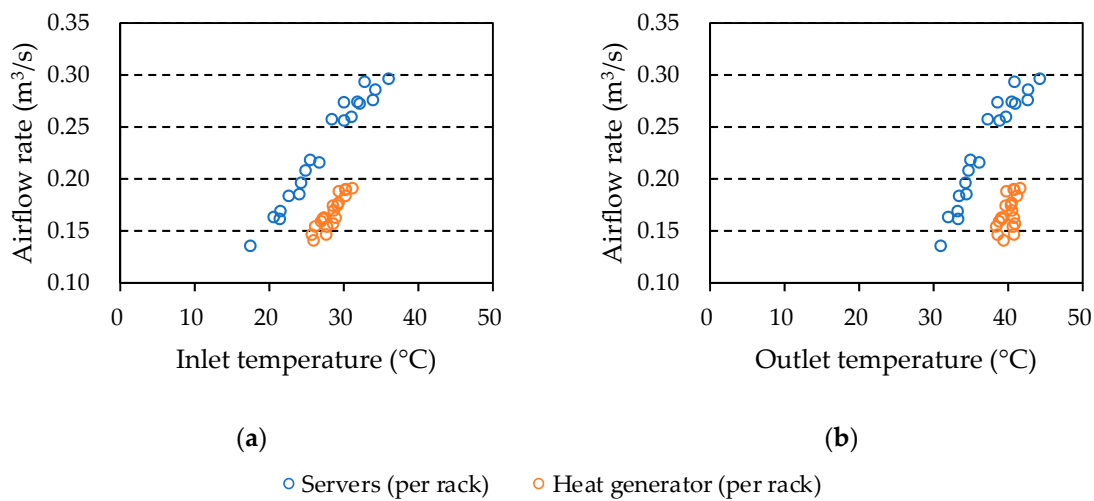 0.35
0.30
0.25
0.20
0.15
0.10
Airflow rate (m³/s)
0 20 30 40 50
Inlet temperature (°C)
(a)
0.35
0.30
0.25
0.20
0.15
0.10
Airflow rate (m³/s)
0 20 30 40 50
Outlet temperature (°C)
(b)
Servers (per rack) Heat generator (per rack)